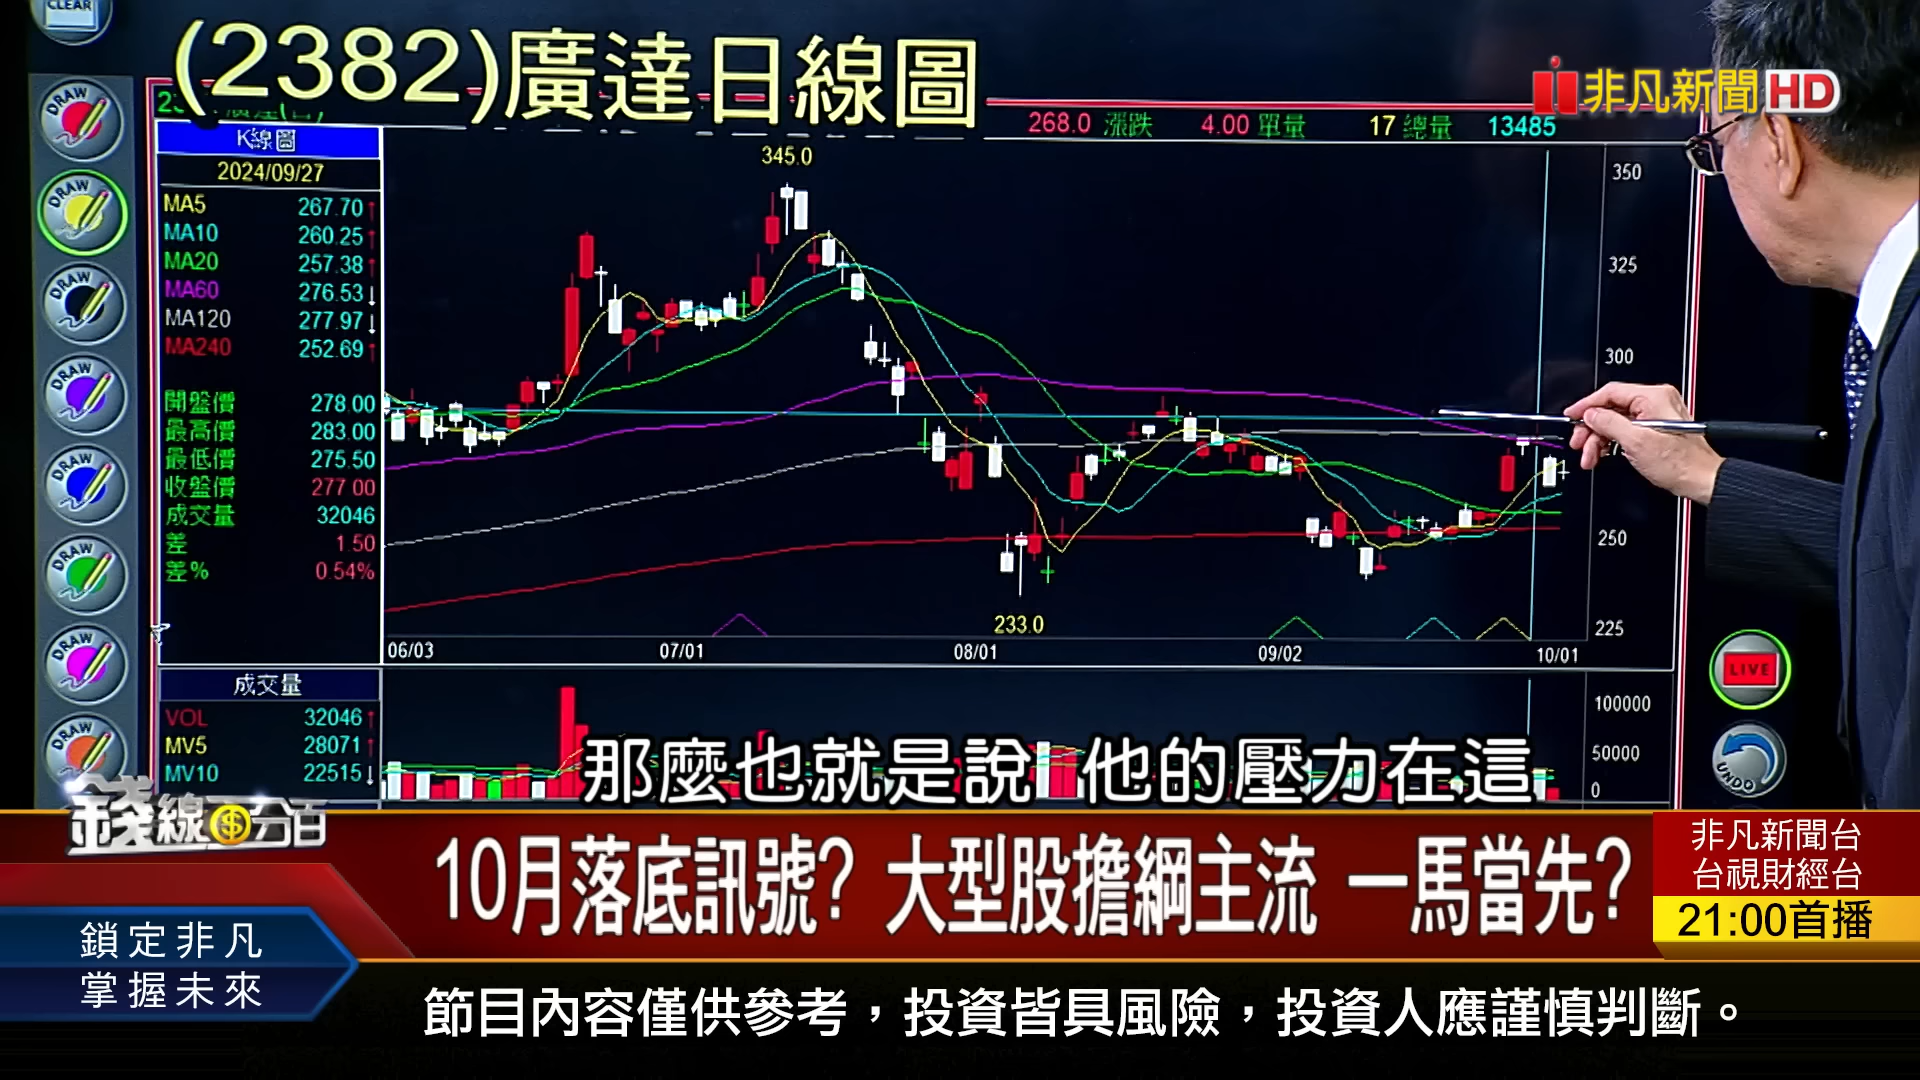 CLEAR
(2382)廣達日線圖
非凡新聞HD
268.0 漲跌 4.00 單量 17 總量 13485
K線圖
2024/09/27
MA5 267.70↑
MA10 260.25↑
MA20 257.38↑
MA60 276.53↓
MA120 277.97↓
MA240 252.69↑
開盤價 278.00
最高價 283.00
最低價 275.50
收盤價 277.00
成交量 32046
差 1.50
差% 0.54%
345.0
233.0
350
325
300
250
225
06/03 07/01 08/01 09/02 10/01
成交量
VOL 32046↑
MV5 28071↑
MV10 22515↓
100000
50000
0
DRAW
DRAW
DRAW
DRAW
DRAW
DRAW
DRAW
DRAW
LIVE
UNDO
那麼也就是說 他的壓力在這
錢線百分百
10月落底訊號? 大型股擔綱主流 一馬當先?
非凡新聞台
台視財經台
21:00首播
鎖定非凡
掌握未來
節目內容僅供參考，投資皆具風險，投資人應謹慎判斷。